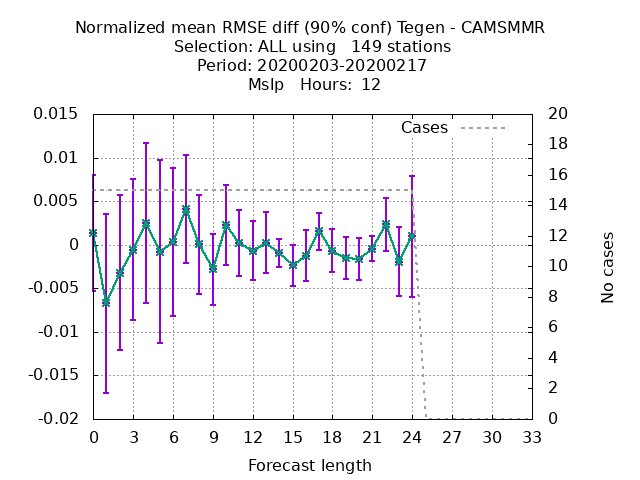 Normalized mean RMSE diff (90% conf) Tegen - CAMSMMR
Selection: ALL using   149 stations
Period: 20200203-20200217
Mslp   Hours:  12
Cases
0.015
0.01
0.005
0
-0.005
-0.01
-0.015
-0.02
20
18
16
14
12
10
8
6
4
2
0
No cases
0 3 6 9 12 15 18 21 24 27 30 33
Forecast length